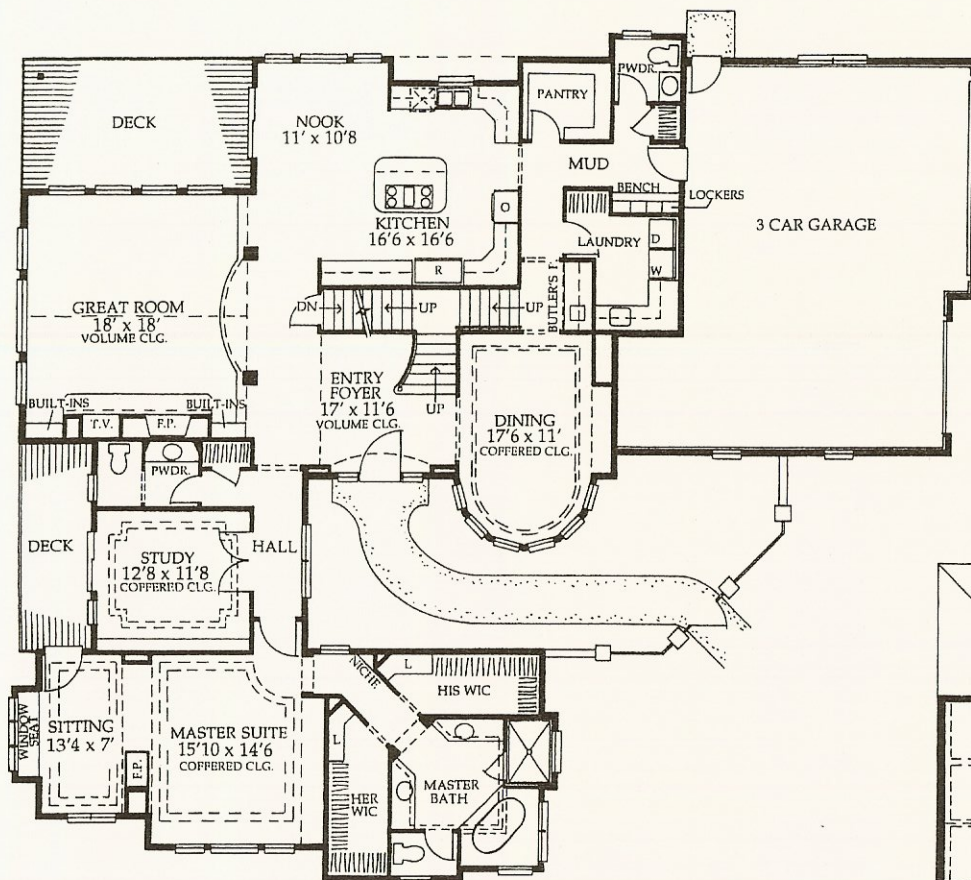 DECK
NOOK
11' x 10'8
PANTRY
PWDR.
MUD
BENCH
LOCKERS
KITCHEN
16'6 x 16'6
O
R
LAUNDRY
D
W
3 CAR GARAGE
GREAT ROOM
18' x 18'
VOLUME CLG.
DN
UP
UP
UP
BUTLER'S P.
BUILT-INS
T.V.
F.P.
BUILT-INS
ENTRY
FOYER
17' x 11'6
VOLUME CLG.
DINING
17'6 x 11'
COFFERED CLG.
PWDR.
DECK
STUDY
12'8 x 11'8
COFFERED CLG.
HALL
NICHE
L
HIS WIC
WINDOW
SEAT
SITTING
13'4 x 7'
F.P.
MASTER SUITE
15'10 x 14'6
COFFERED CLG.
L
HER
WIC
MASTER
BATH